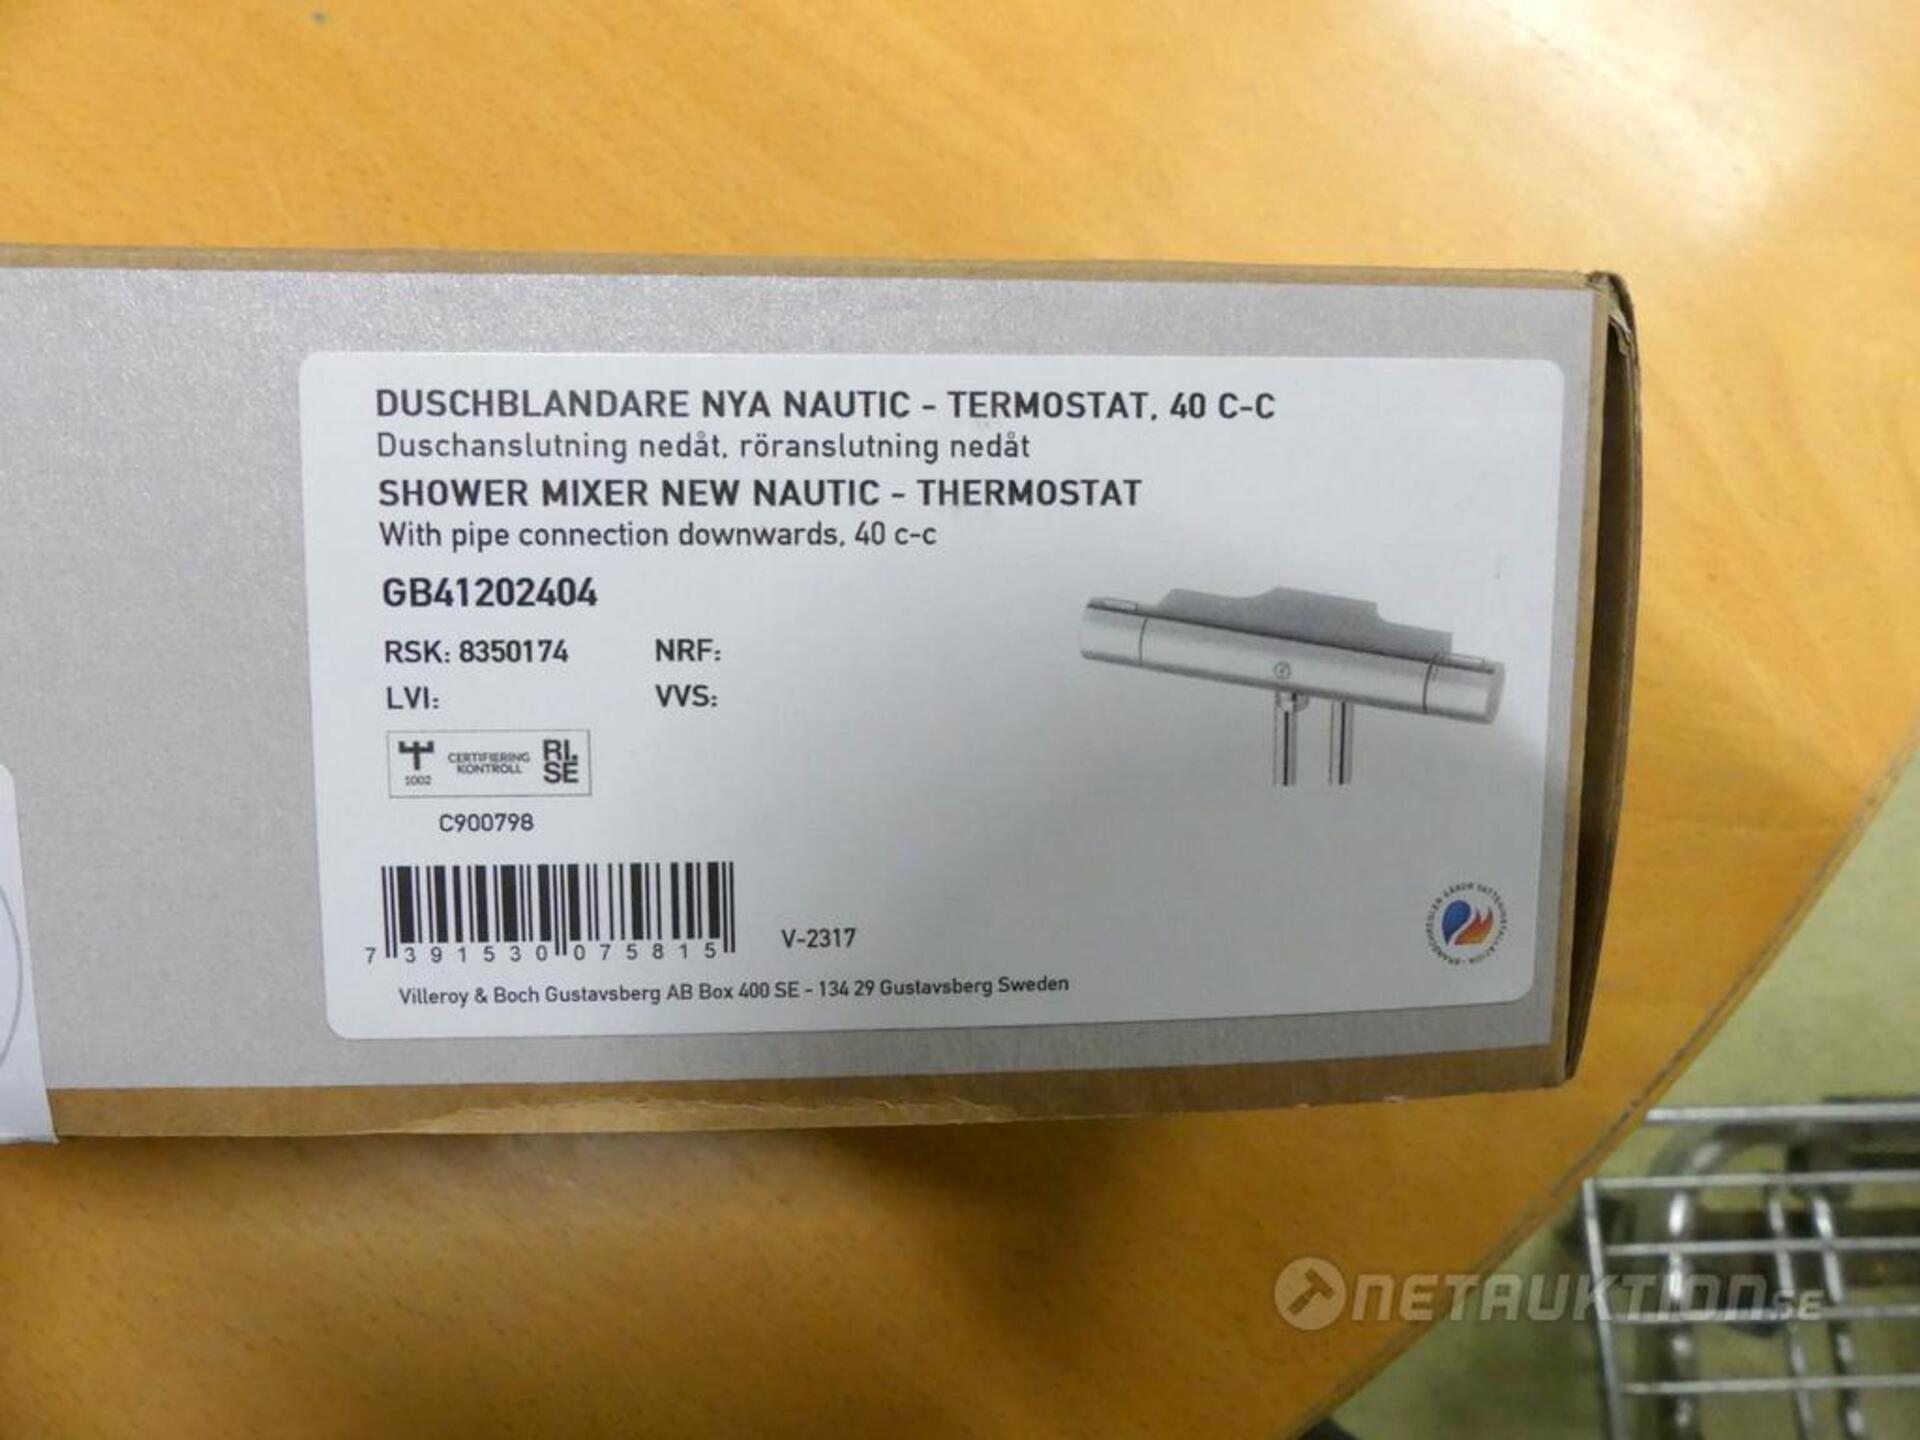 DUSCHBLANDARE NYA NAUTIC - TERMOSTAT, 40 C-C
Duschanslutning nedåt, röranslutning nedåt
SHOWER MIXER NEW NAUTIC - THERMOSTAT
With pipe connection downwards, 40 c-c
GB41202404
RSK: 8350174 NRF:
LVI: VVS:
1002 CERTIFIERING KONTROLL RI. SE
C900798
7 391530 075815
V-2317
Villeroy & Boch Gustavsberg AB Box 400 SE - 134 29 Gustavsberg Sweden
NETAUKTION.SE